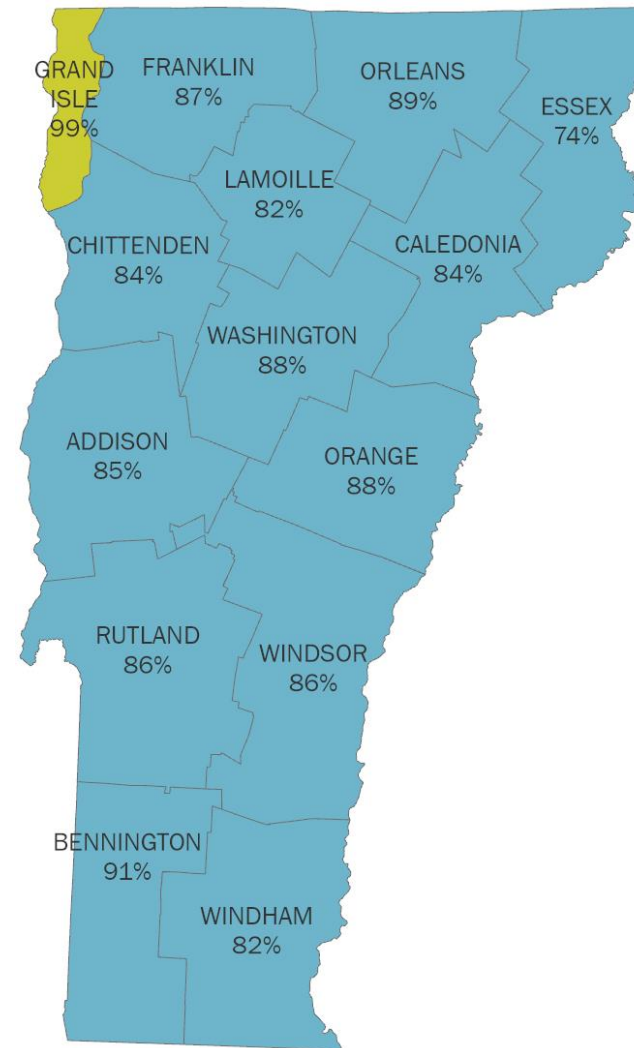 GRAND
ISLE
99%
FRANKLIN
87%
ORLEANS
89%
ESSEX
74%
LAMOILLE
82%
CHITTENDEN
84%
CALEDONIA
84%
WASHINGTON
88%
ADDISON
85%
ORANGE
88%
RUTLAND
86%
WINDSOR
86%
BENNINGTON
91%
WINDHAM
82%